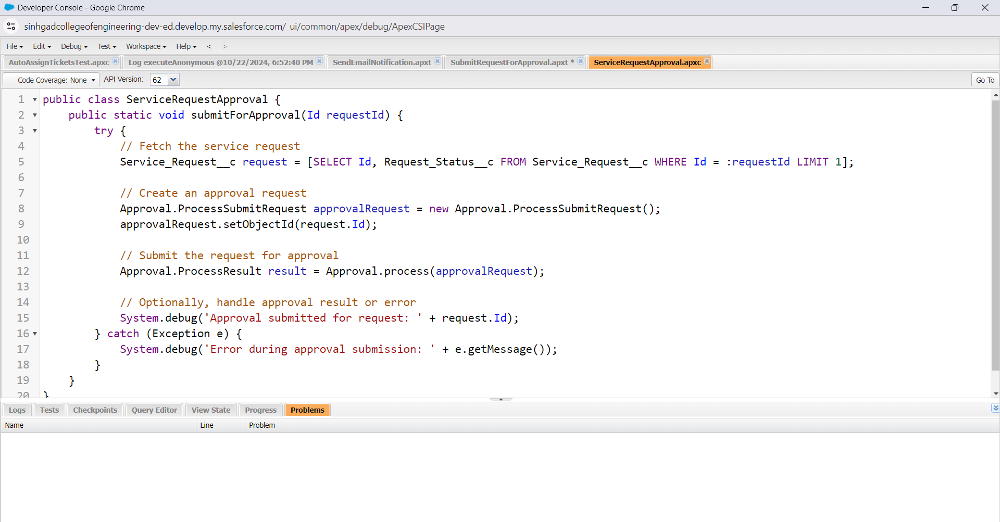 Developer Console - Google Chrome
sinhgadcollegeofengineering-dev-ed.develop.my.salesforce.com/_ui/common/apex/debug/ApexCSIPage
File Edit Debug Test Workspace Help < >
AutoAssignTicketsTest.apxc Log executeAnonymous @10/22/2024, 6:52:40 PM SendEmailNotification.apxt SubmitRequestForApproval.apxt * ServiceRequestApproval.apxc
Code Coverage: None API Version: 62 Go To
1 public class ServiceRequestApproval {
2 public static void submitForApproval(Id requestId) {
3 try {
4 // Fetch the service request
5 Service_Request__c request = [SELECT Id, Request_Status__c FROM Service_Request__c WHERE Id = :requestId LIMIT 1];
6
7 // Create an approval request
8 Approval.ProcessSubmitRequest approvalRequest = new Approval.ProcessSubmitRequest();
9 approvalRequest.setObjectId(request.Id);
10
11 // Submit the request for approval
12 Approval.ProcessResult result = Approval.process(approvalRequest);
13
14 // Optionally, handle approval result or error
15 System.debug('Approval submitted for request: ' + request.Id);
16 } catch (Exception e) {
17 System.debug('Error during approval submission: ' + e.getMessage());
18 }
19 }
20 }
Logs Tests Checkpoints Query Editor View State Progress Problems
Name Line Problem